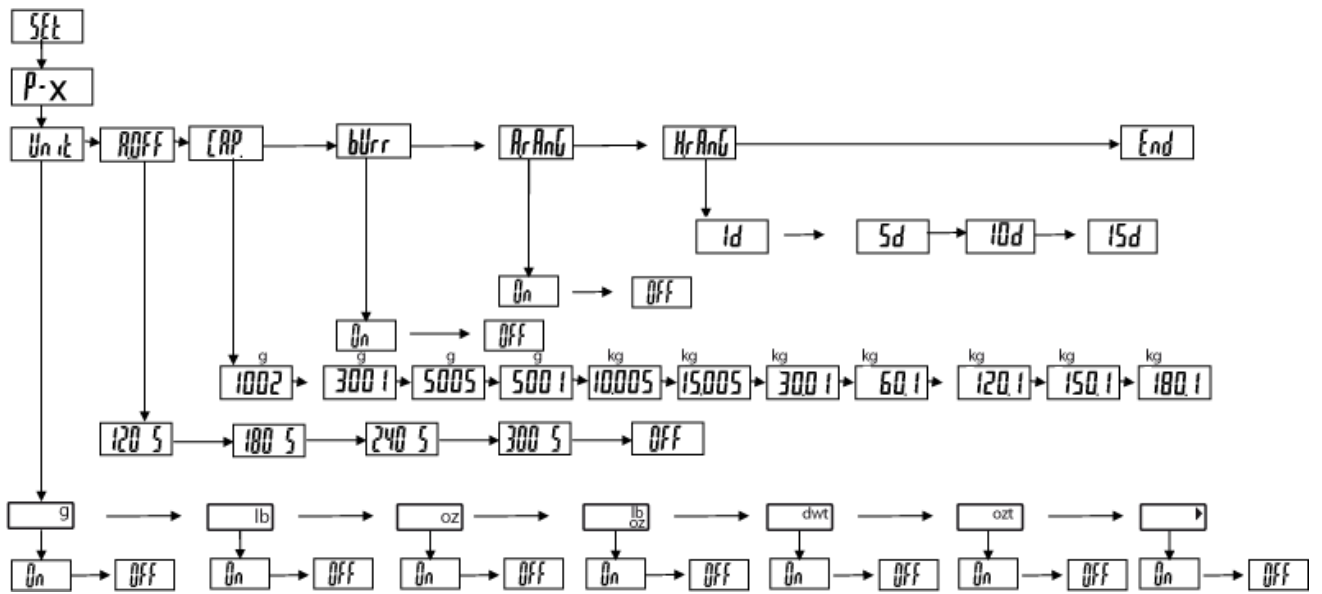 SEt
P-X
Unit A.OFF CAP. bUrr A.rAnG H.rAnG End
1d 5d 10d 15d
On OFF
On OFF
g g g g kg kg kg kg kg kg kg
1002 3001 5005 5001 10.005 15.005 30.01 60.1 120.1 150.1 180.1
120 S 180 S 240 S 300 S OFF
g lb oz lb oz dwt ozt
On OFF On OFF On OFF On OFF On OFF On OFF On OFF